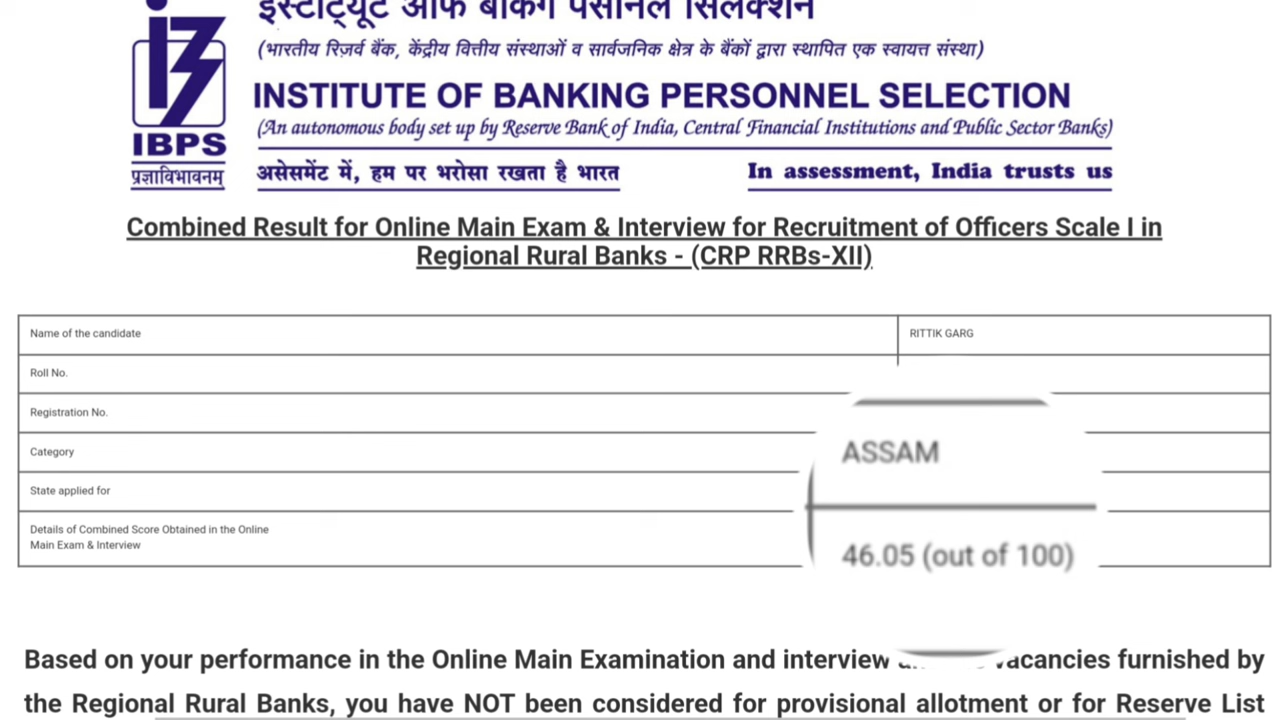 इंस्टीट्यूट ऑफ बैंकिंग पर्सोनेल सिलेक्शन
(भारतीय रिज़र्व बैंक, केंद्रीय वित्तीय संस्थाओं व सार्वजनिक क्षेत्र के बैंकों द्वारा स्थापित एक स्वायत्त संस्था)
INSTITUTE OF BANKING PERSONNEL SELECTION
(An autonomous body set up by Reserve Bank of India, Central Financial Institutions and Public Sector Banks)
IBPS
प्रज्ञाविभावनम्
असेसमेंट में, हम पर भरोसा रखता है भारत In assessment, India trusts us
Combined Result for Online Main Exam & Interview for Recruitment of Officers Scale I in
Regional Rural Banks - (CRP RRBs-XII)
Name of the candidate RITTIK GARG
Roll No.
Registration No.
Category
ASSAM
State applied for
Details of Combined Score Obtained in the Online
Main Exam & Interview
46.05 (out of 100)
Based on your performance in the Online Main Examination and interview vacancies furnished by
the Regional Rural Banks, you have NOT been considered for provisional allotment or for Reserve List